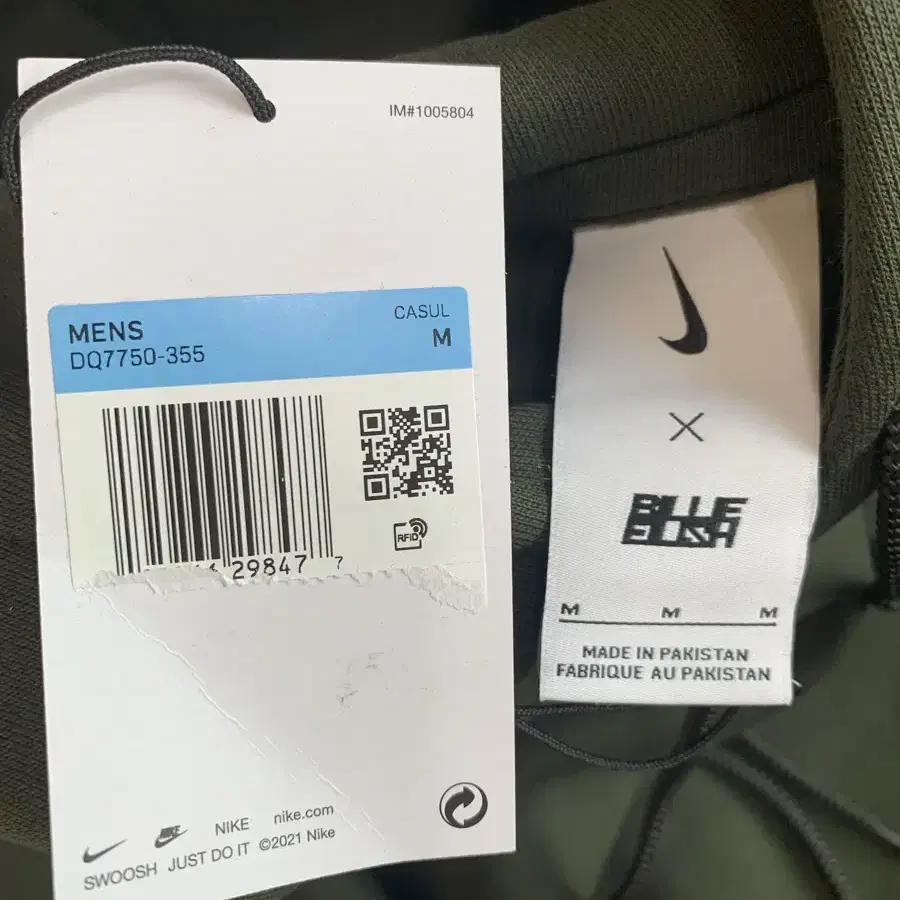 IM#1005804
MENS
DQ7750-355
CASUL
M
29847 7
RFID
NIKE nike.com
SWOOSH JUST DO IT ©2021 Nike
×
BILLIE
EILISH
M M M
MADE IN PAKISTAN
FABRIQUE AU PAKISTAN